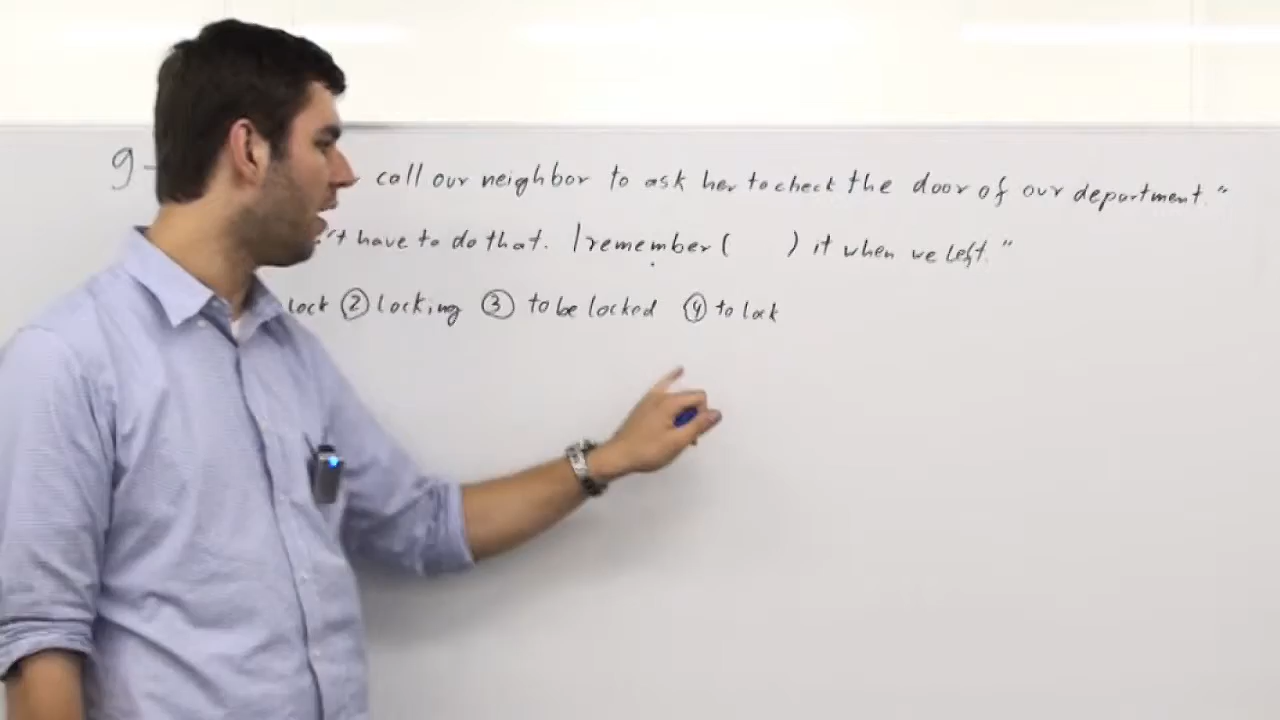 9- call our neighbor to ask her to check the door of our department."
't have to do that. I remember ( ) it when we left."
lock ② locking ③ to be locked ④ to lock